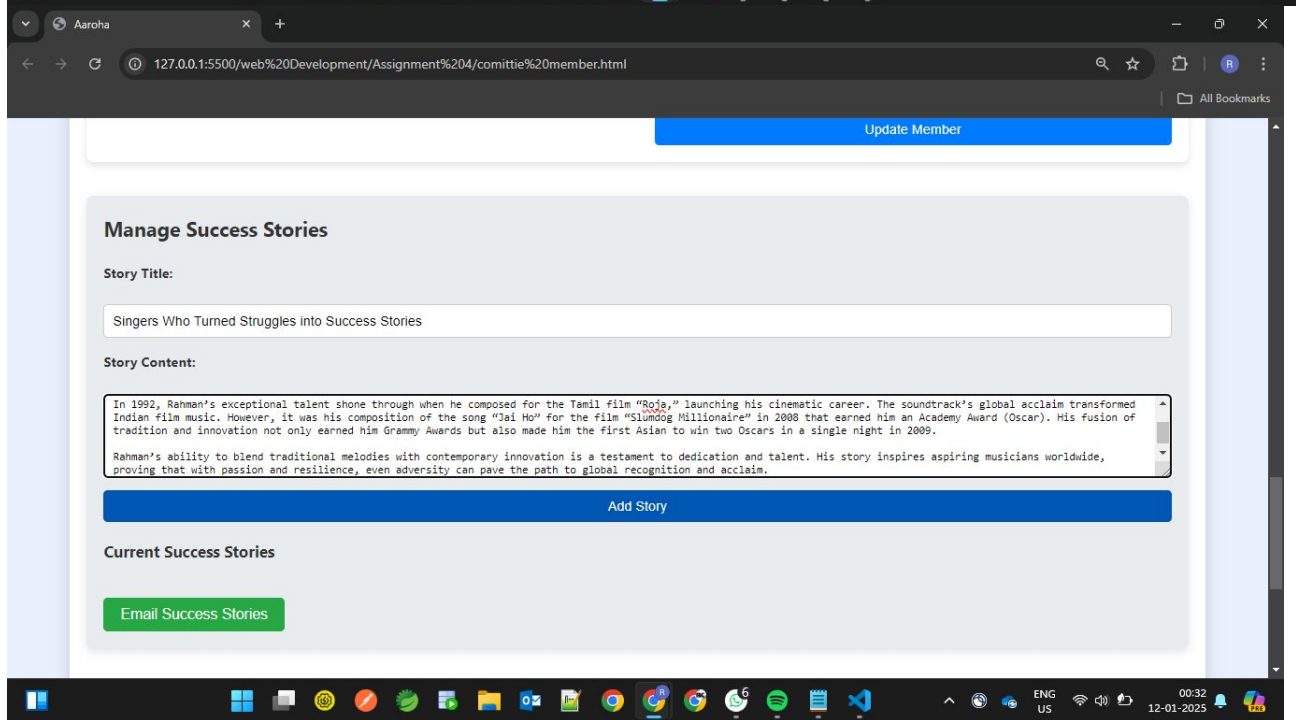 Aaroha
127.0.0.1:5500/web%20Development/Assignment%204/comittie%20member.html
R
All Bookmarks
Update Member
Manage Success Stories
Story Title:
Singers Who Turned Struggles into Success Stories
Story Content:
In 1992, Rahman’s exceptional talent shone through when he composed for the Tamil film “Roja,” launching his cinematic career. The soundtrack’s global acclaim transformed
Indian film music. However, it was his composition of the song “Jai Ho” for the film “Slumdog Millionaire” in 2008 that earned him an Academy Award (Oscar). His fusion of
tradition and innovation not only earned him Grammy Awards but also made him the first Asian to win two Oscars in a single night in 2009.
Rahman’s ability to blend traditional melodies with contemporary innovation is a testament to dedication and talent. His story inspires aspiring musicians worldwide,
proving that with passion and resilience, even adversity can pave the path to global recognition and acclaim.
Add Story
Current Success Stories
Email Success Stories
R
6
ENG
US
00:32
12-01-2025
PRE